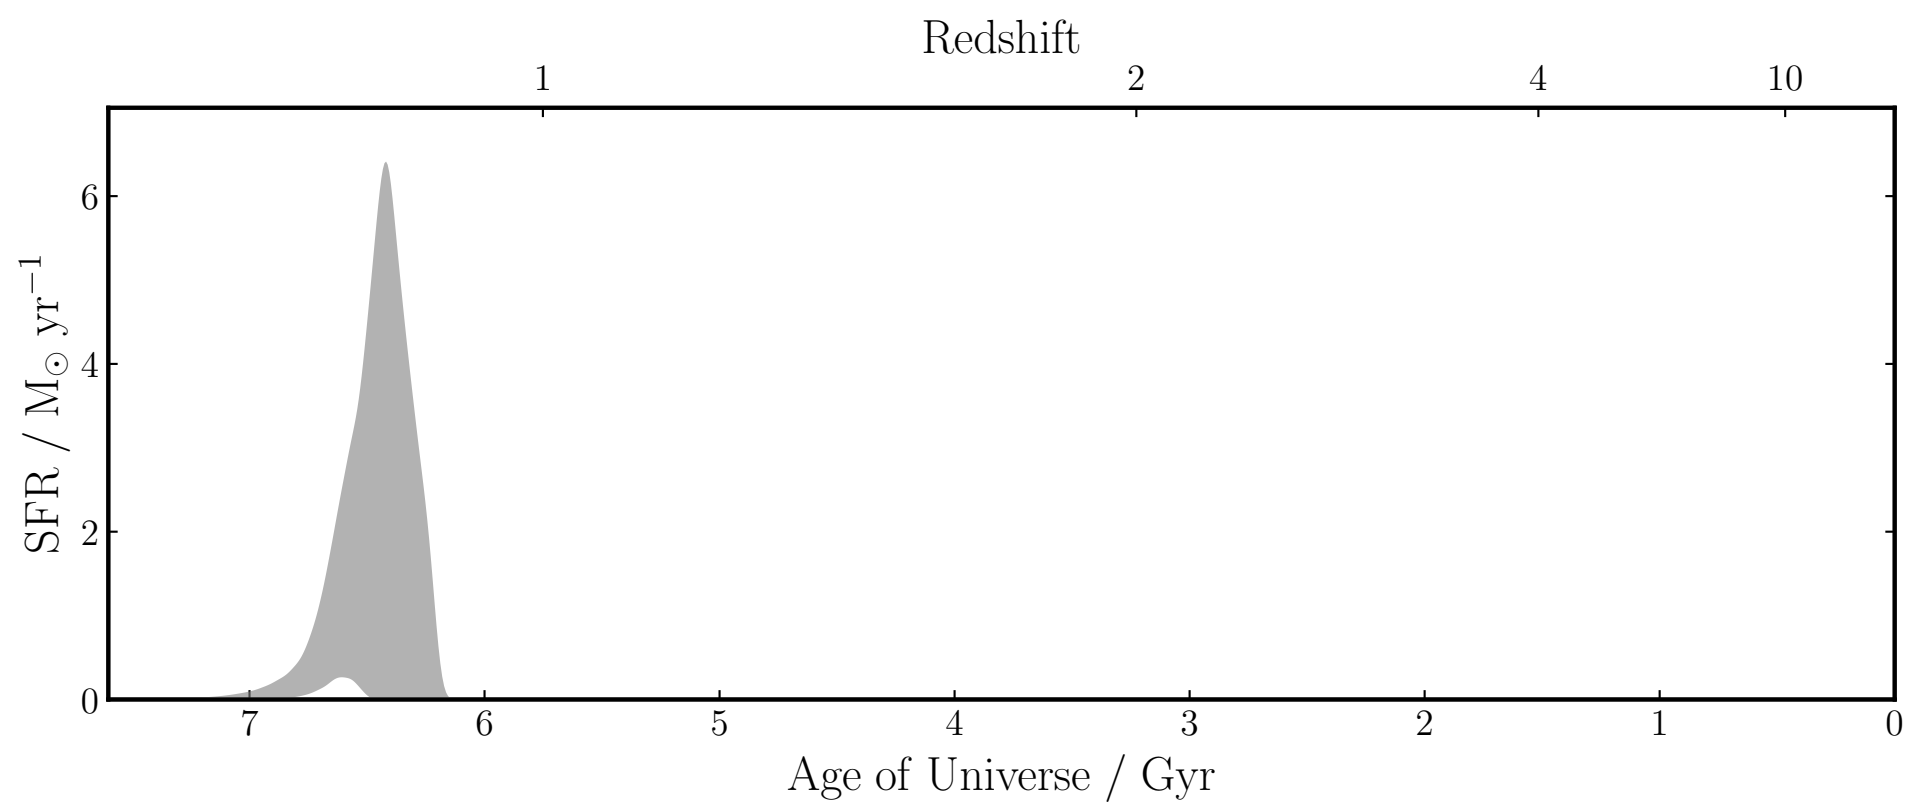 Redshift
1 2 4 10
SFR / M⊙ yr⁻¹
6
4
2
0
7 6 5 4 3 2 1 0
Age of Universe / Gyr